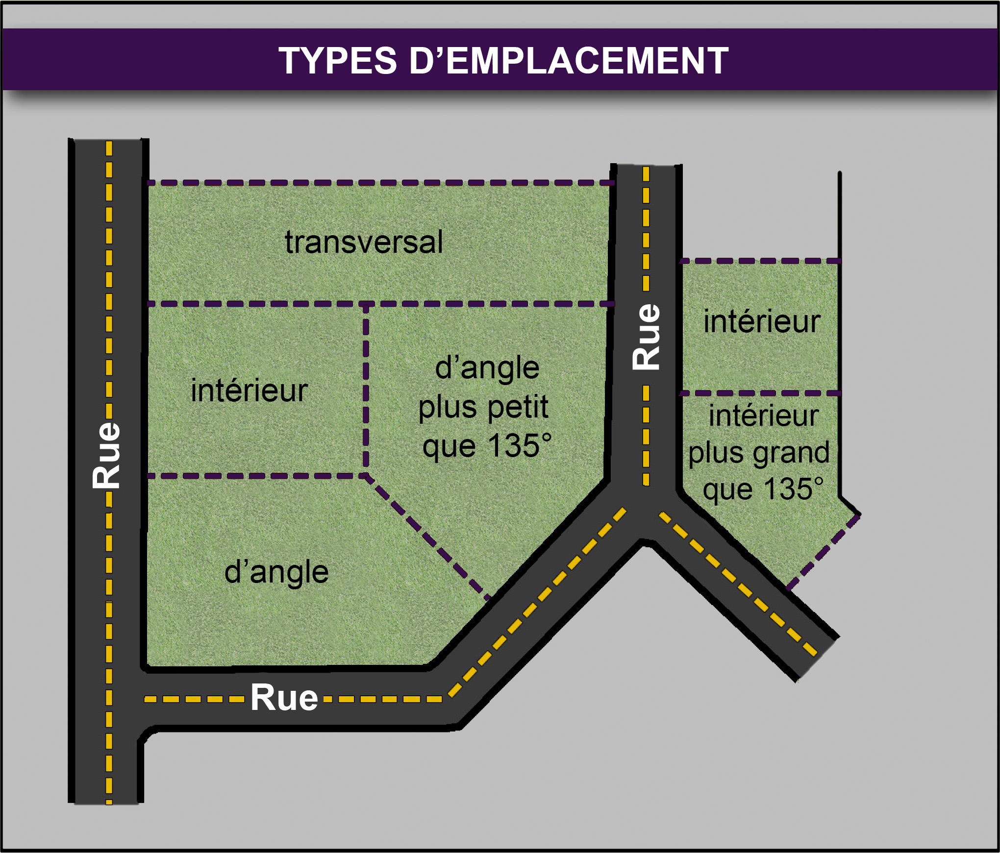 TYPES D’EMPLACEMENT
transversal
intérieur
d’angle
plus petit
que 135°
d’angle
intérieur
intérieur
plus grand
que 135°
Rue
Rue
Rue